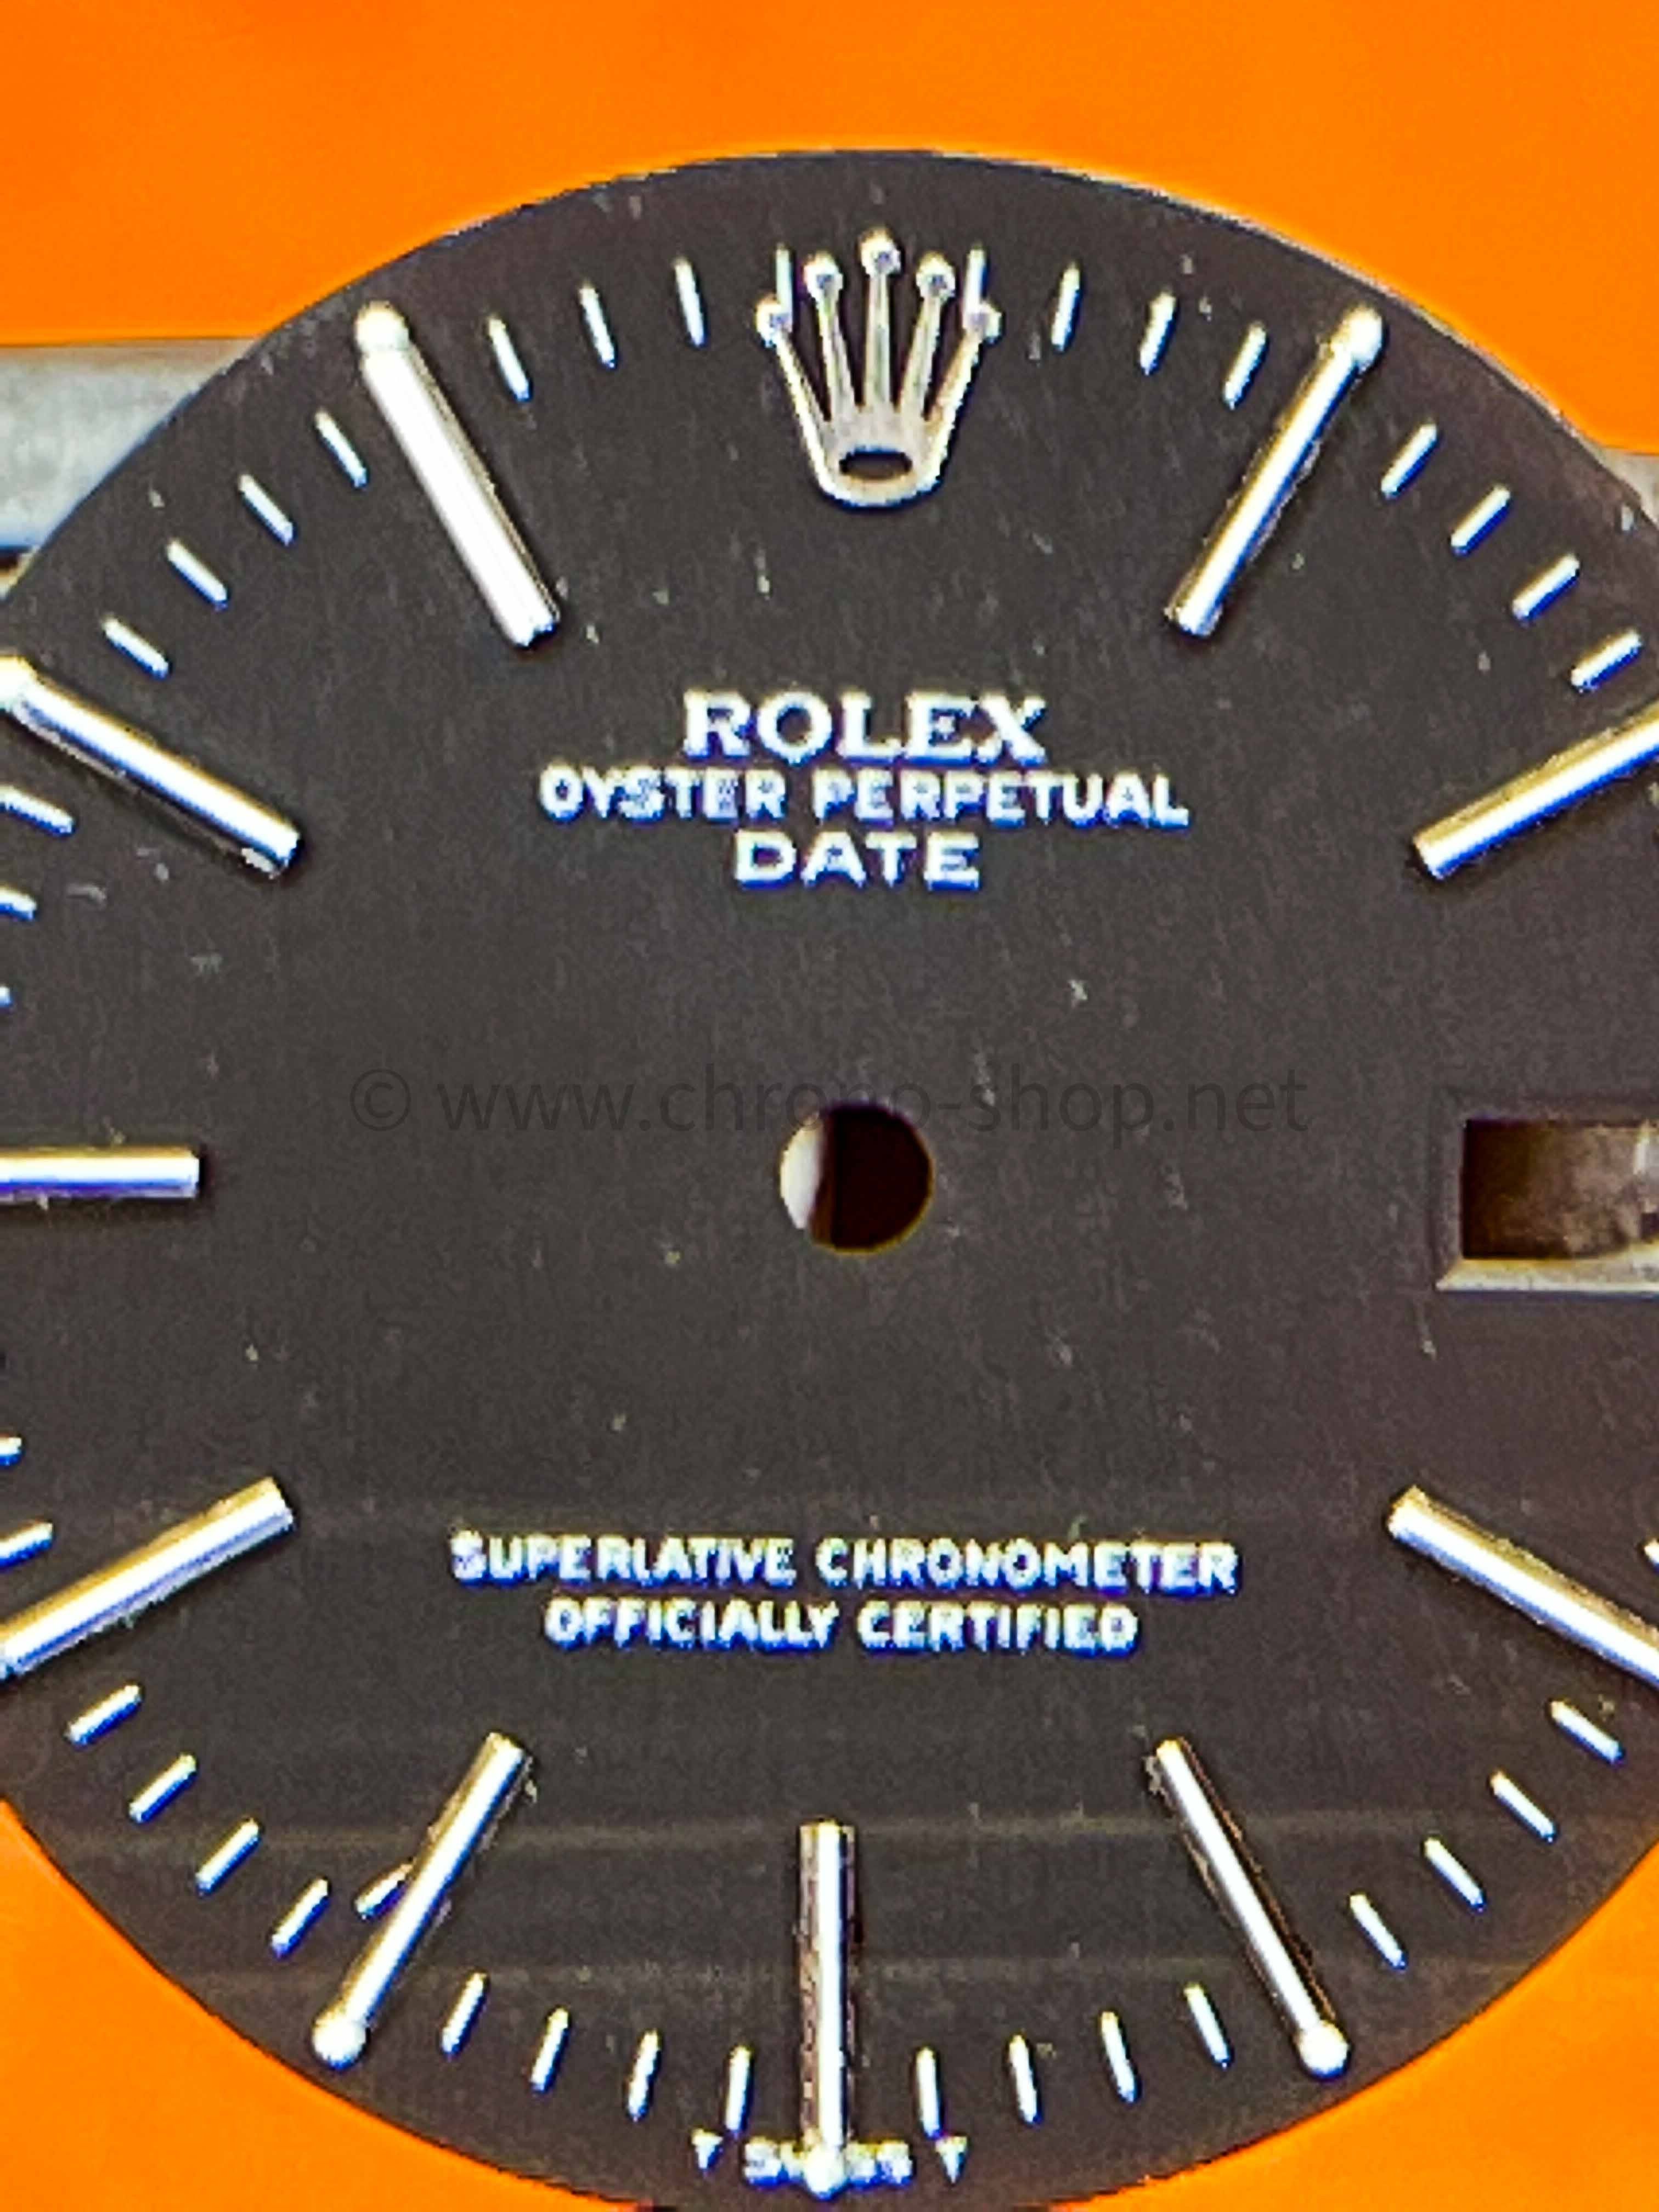 ROLEX
OYSTER PERPETUAL
DATE
© www.chrono-shop.net
SUPERLATIVE CHRONOMETER
OFFICIALLY CERTIFIED
SWISS